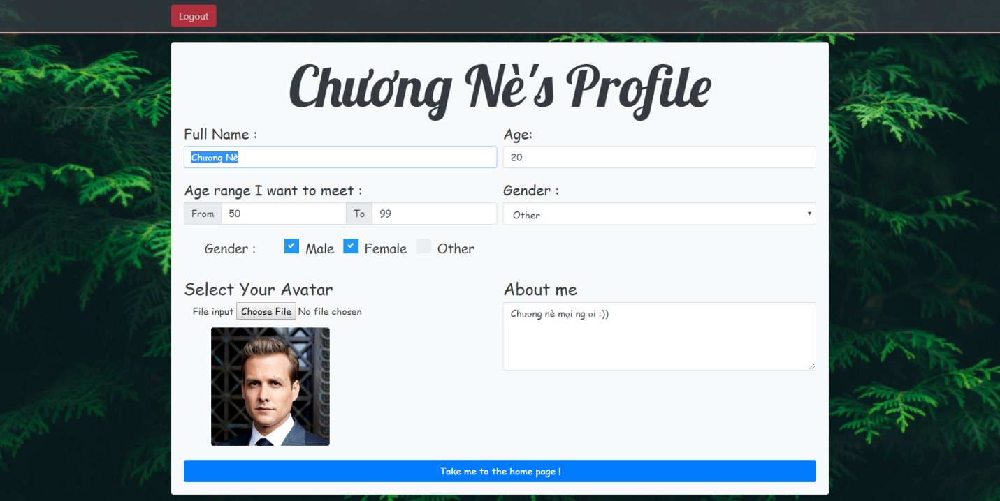 Logout
Chương Nè's Profile
Full Name :
Age:
Chương Nè
20
Age range I want to meet :
Gender :
From 50 To 99
Other
Gender : Male Female Other
Select Your Avatar
About me
File input Choose File No file chosen
Chương nè mọi ng ơi :))
Take me to the home page !